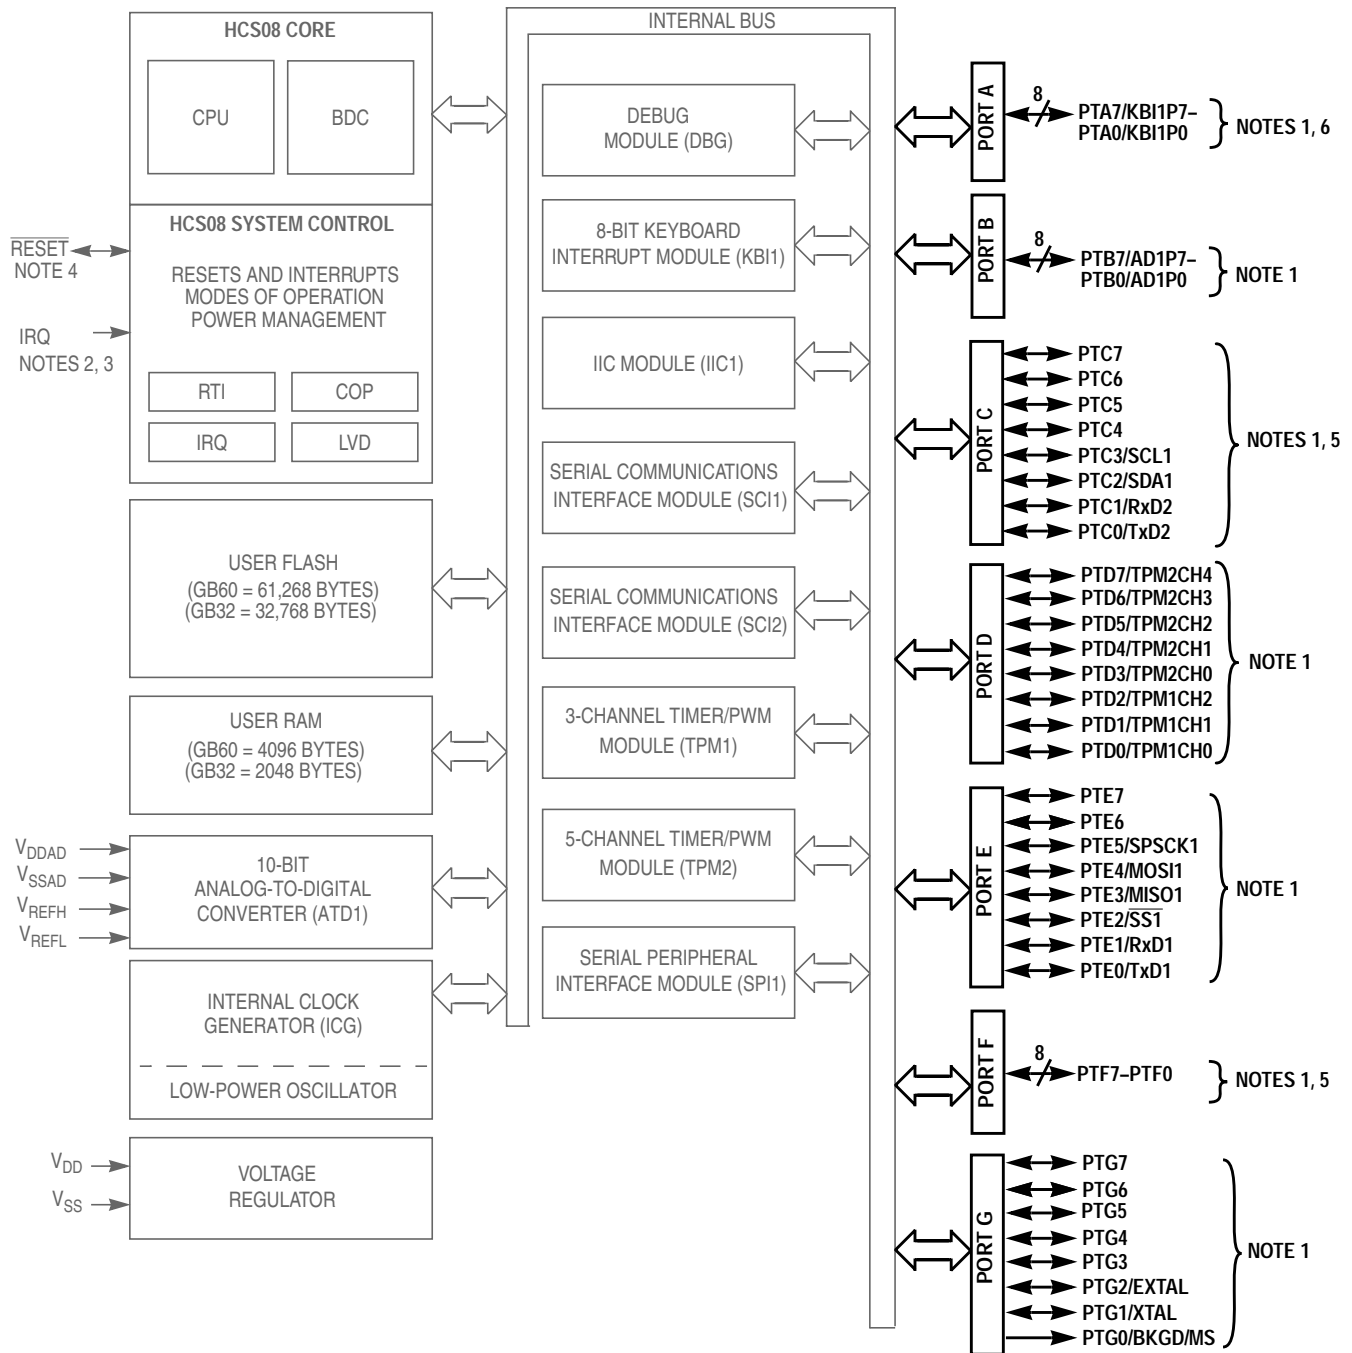 INTERNAL BUS
HCS08 CORE
CPU
BDC
HCS08 SYSTEM CONTROL
RESETS AND INTERRUPTS
MODES OF OPERATION
POWER MANAGEMENT
RTI
COP
IRQ
LVD
RESET
NOTE 4
IRQ
NOTES 2, 3
USER FLASH
(GB60 = 61,268 BYTES)
(GB32 = 32,768 BYTES)
USER RAM
(GB60 = 4096 BYTES)
(GB32 = 2048 BYTES)
VDDAD
VSSAD
VREFH
VREFL
10-BIT
ANALOG-TO-DIGITAL
CONVERTER (ATD1)
INTERNAL CLOCK
GENERATOR (ICG)
LOW-POWER OSCILLATOR
VDD
VSS
VOLTAGE
REGULATOR
DEBUG
MODULE (DBG)
8-BIT KEYBOARD
INTERRUPT MODULE (KBI1)
IIC MODULE (IIC1)
SERIAL COMMUNICATIONS
INTERFACE MODULE (SCI1)
SERIAL COMMUNICATIONS
INTERFACE MODULE (SCI2)
3-CHANNEL TIMER/PWM
MODULE (TPM1)
5-CHANNEL TIMER/PWM
MODULE (TPM2)
SERIAL PERIPHERAL
INTERFACE MODULE (SPI1)
PORT A
8
PTA7/KBI1P7–
PTA0/KBI1P0
NOTES 1, 6
PORT B
8
PTB7/AD1P7–
PTB0/AD1P0
NOTE 1
PORT C
PTC7
PTC6
PTC5
PTC4
PTC3/SCL1
PTC2/SDA1
PTC1/RxD2
PTC0/TxD2
NOTES 1, 5
PORT D
PTD7/TPM2CH4
PTD6/TPM2CH3
PTD5/TPM2CH2
PTD4/TPM2CH1
PTD3/TPM2CH0
PTD2/TPM1CH2
PTD1/TPM1CH1
PTD0/TPM1CH0
NOTE 1
PORT E
PTE7
PTE6
PTE5/SPSCK1
PTE4/MOSI1
PTE3/MISO1
PTE2/SS1
PTE1/RxD1
PTE0/TxD1
NOTE 1
PORT F
8
PTF7–PTF0
NOTES 1, 5
PORT G
PTG7
PTG6
PTG5
PTG4
PTG3
PTG2/EXTAL
PTG1/XTAL
PTG0/BKGD/MS
NOTE 1